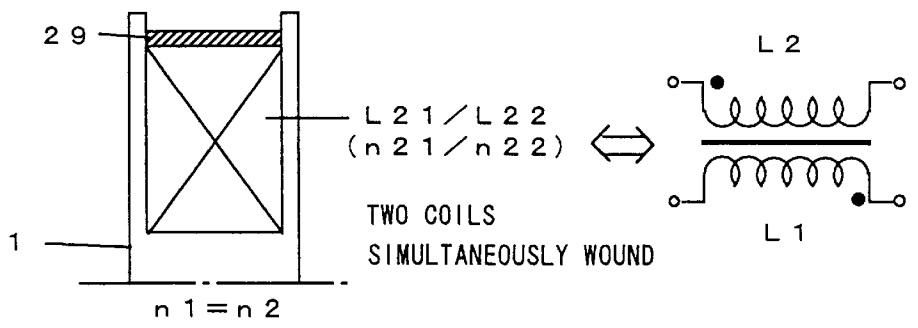 29
L2
L21/L22
(n21/n22)
TWO COILS
SIMULTANEOUSLY WOUND
1
L1
n1=n2